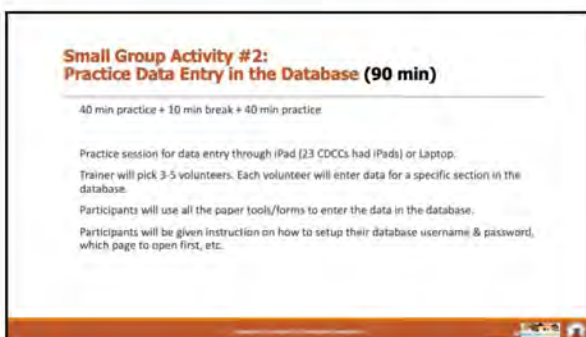 Small Group Activity #2:
Practice Data Entry in the Database (90 min)
40 min practice + 10 min break + 40 min practice
Practice session for data entry through iPad (23 CDCCs had iPads) or Laptop.
Trainer will pick 3-5 volunteers. Each volunteer will enter data for a specific section in the
database.
Participants will use all the paper tools/forms to enter the data in the database.
Participants will be given instruction on how to setup their database username & password,
which page to open first, etc.